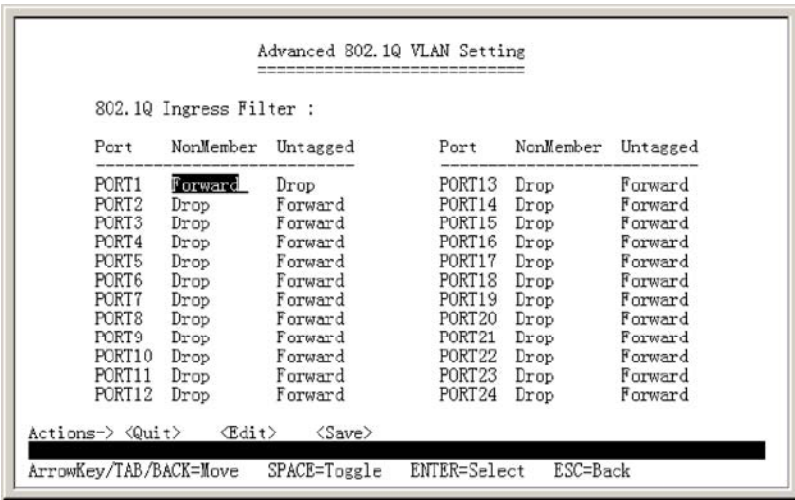 Advanced 802.1Q VLAN Setting
802.1Q Ingress Filter :
Port NonMember Untagged Port NonMember Untagged
PORT1 Forward Drop PORT13 Drop Forward
PORT2 Drop Forward PORT14 Drop Forward
PORT3 Drop Forward PORT15 Drop Forward
PORT4 Drop Forward PORT16 Drop Forward
PORT5 Drop Forward PORT17 Drop Forward
PORT6 Drop Forward PORT18 Drop Forward
PORT7 Drop Forward PORT19 Drop Forward
PORT8 Drop Forward PORT20 Drop Forward
PORT9 Drop Forward PORT21 Drop Forward
PORT10 Drop Forward PORT22 Drop Forward
PORT11 Drop Forward PORT23 Drop Forward
PORT12 Drop Forward PORT24 Drop Forward
Actions-> <Quit> <Edit> <Save>
ArrowKey/TAB/BACK=Move SPACE=Toggle ENTER=Select ESC=Back